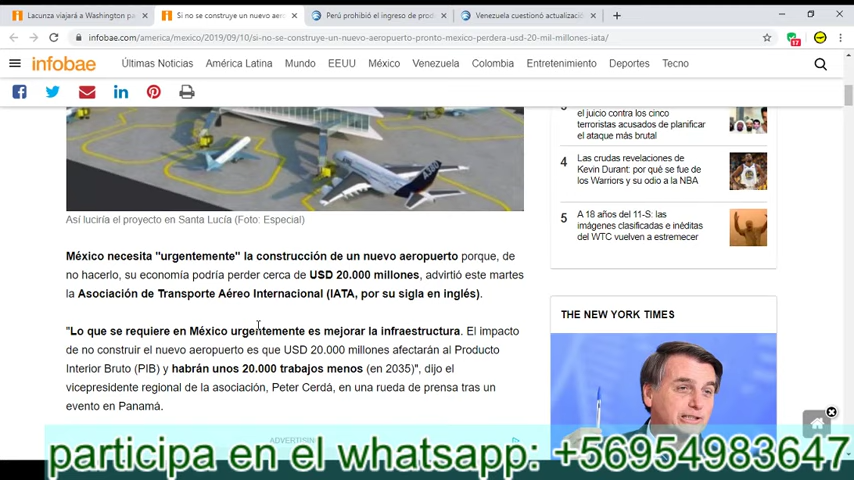 Lacunza viajará a Washington pa
Si no se construye un nuevo aer
Perú prohibió el ingreso de prod
Venezuela cuestionó actualizació
infobae.com/america/mexico/2019/09/10/si-no-se-construye-un-nuevo-aeropuerto-pronto-mexico-perdera-usd-20-mil-millones-iata/
17
infobae
Últimas Noticias América Latina Mundo EEUU México Venezuela Colombia Entretenimiento Deportes Tecno
A350
Así luciría el proyecto en Santa Lucía (Foto: Especial)
México necesita "urgentemente" la construcción de un nuevo aeropuerto porque, de
no hacerlo, su economía podría perder cerca de USD 20.000 millones, advirtió este martes
la Asociación de Transporte Aéreo Internacional (IATA, por su sigla en inglés).
"Lo que se requiere en México urgentemente es mejorar la infraestructura. El impacto
de no construir el nuevo aeropuerto es que USD 20.000 millones afectarán al Producto
Interior Bruto (PIB) y habrán unos 20.000 trabajos menos (en 2035)", dijo el
vicepresidente regional de la asociación, Peter Cerdá, en una rueda de prensa tras un
evento en Panamá.
ADVERTISIN
3
el juicio contra los cinco
terroristas acusados de planificar
el ataque más brutal
4
Las crudas revelaciones de
Kevin Durant: por qué se fue de
los Warriors y su odio a la NBA
5
A 18 años del 11-S: las
imágenes clasificadas e inéditas
del WTC vuelven a estremecer
THE NEW YORK TIMES
participa en el whatsapp: +56954983647